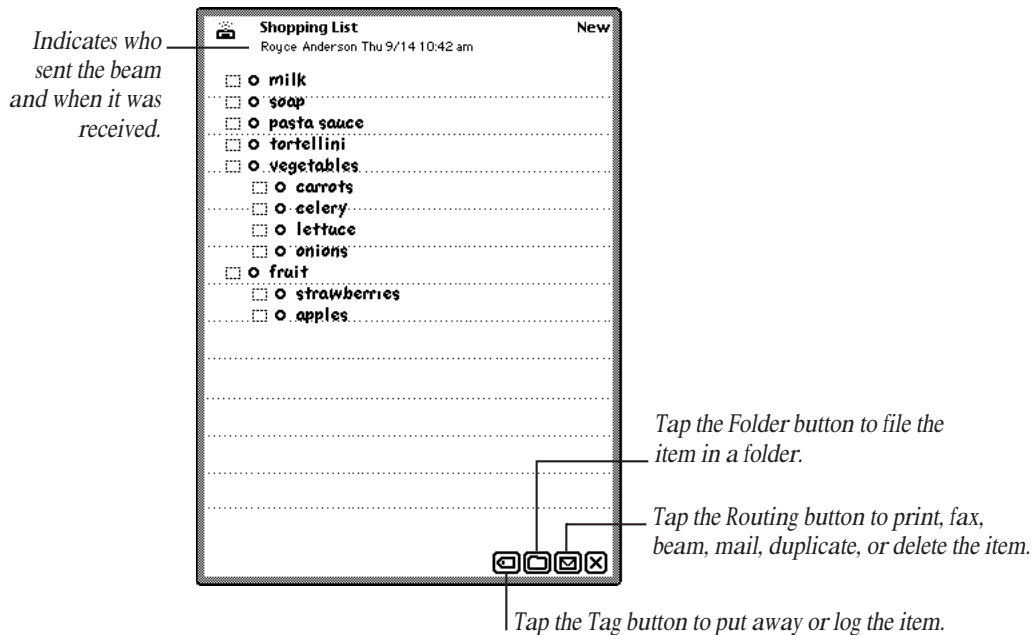 Indicates who
sent the beam
and when it was
received.
Shopping List
New
Royce Anderson Thu 9/14 10:42 am
milk
soap
pasta sauce
tortellini
vegetables
carrots
celery
lettuce
onions
fruit
strawberries
apples
Tap the Folder button to file the
item in a folder.
Tap the Routing button to print, fax,
beam, mail, duplicate, or delete the item.
Tap the Tag button to put away or log the item.